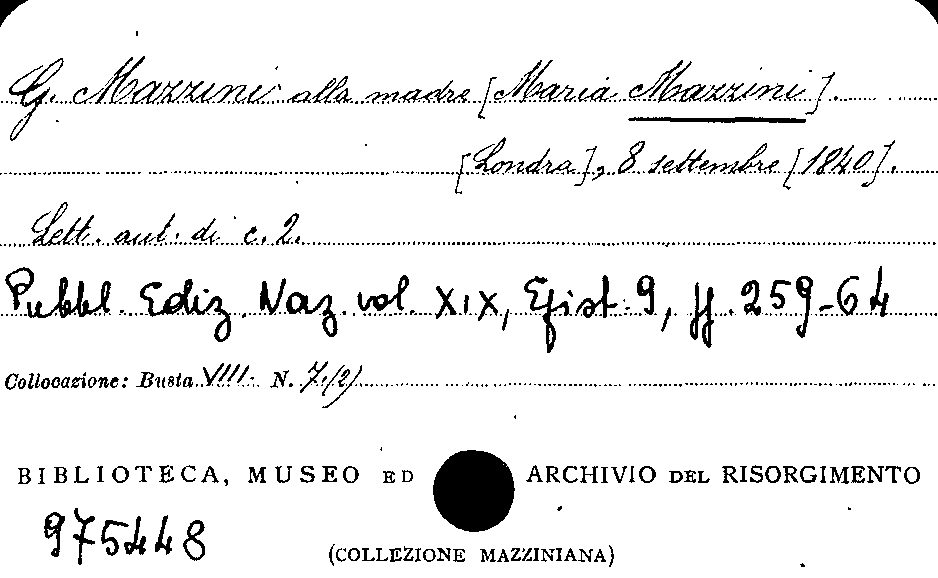 G. Mazzini alla madre [Maria Mazzini].
[Londra], 8 settembre [1840].
Lett. aut. di c. 2.
Pubbl. Ediz. Naz. vol. XIX, Epist. 9, pp. 259-64
Collocazione: Busta VIII. N. 7.(2)
BIBLIOTECA, MUSEO ED ARCHIVIO DEL RISORGIMENTO
975448
(COLLEZIONE MAZZINIANA)